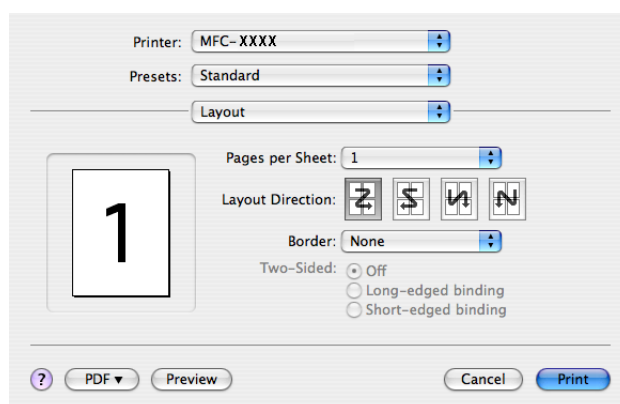 Printer: MFC-XXXX
Presets: Standard
Layout
Pages per Sheet: 1
1
Layout Direction:
Border: None
Two-Sided: Off
Long-edged binding
Short-edged binding
? PDF▼ Preview Cancel Print